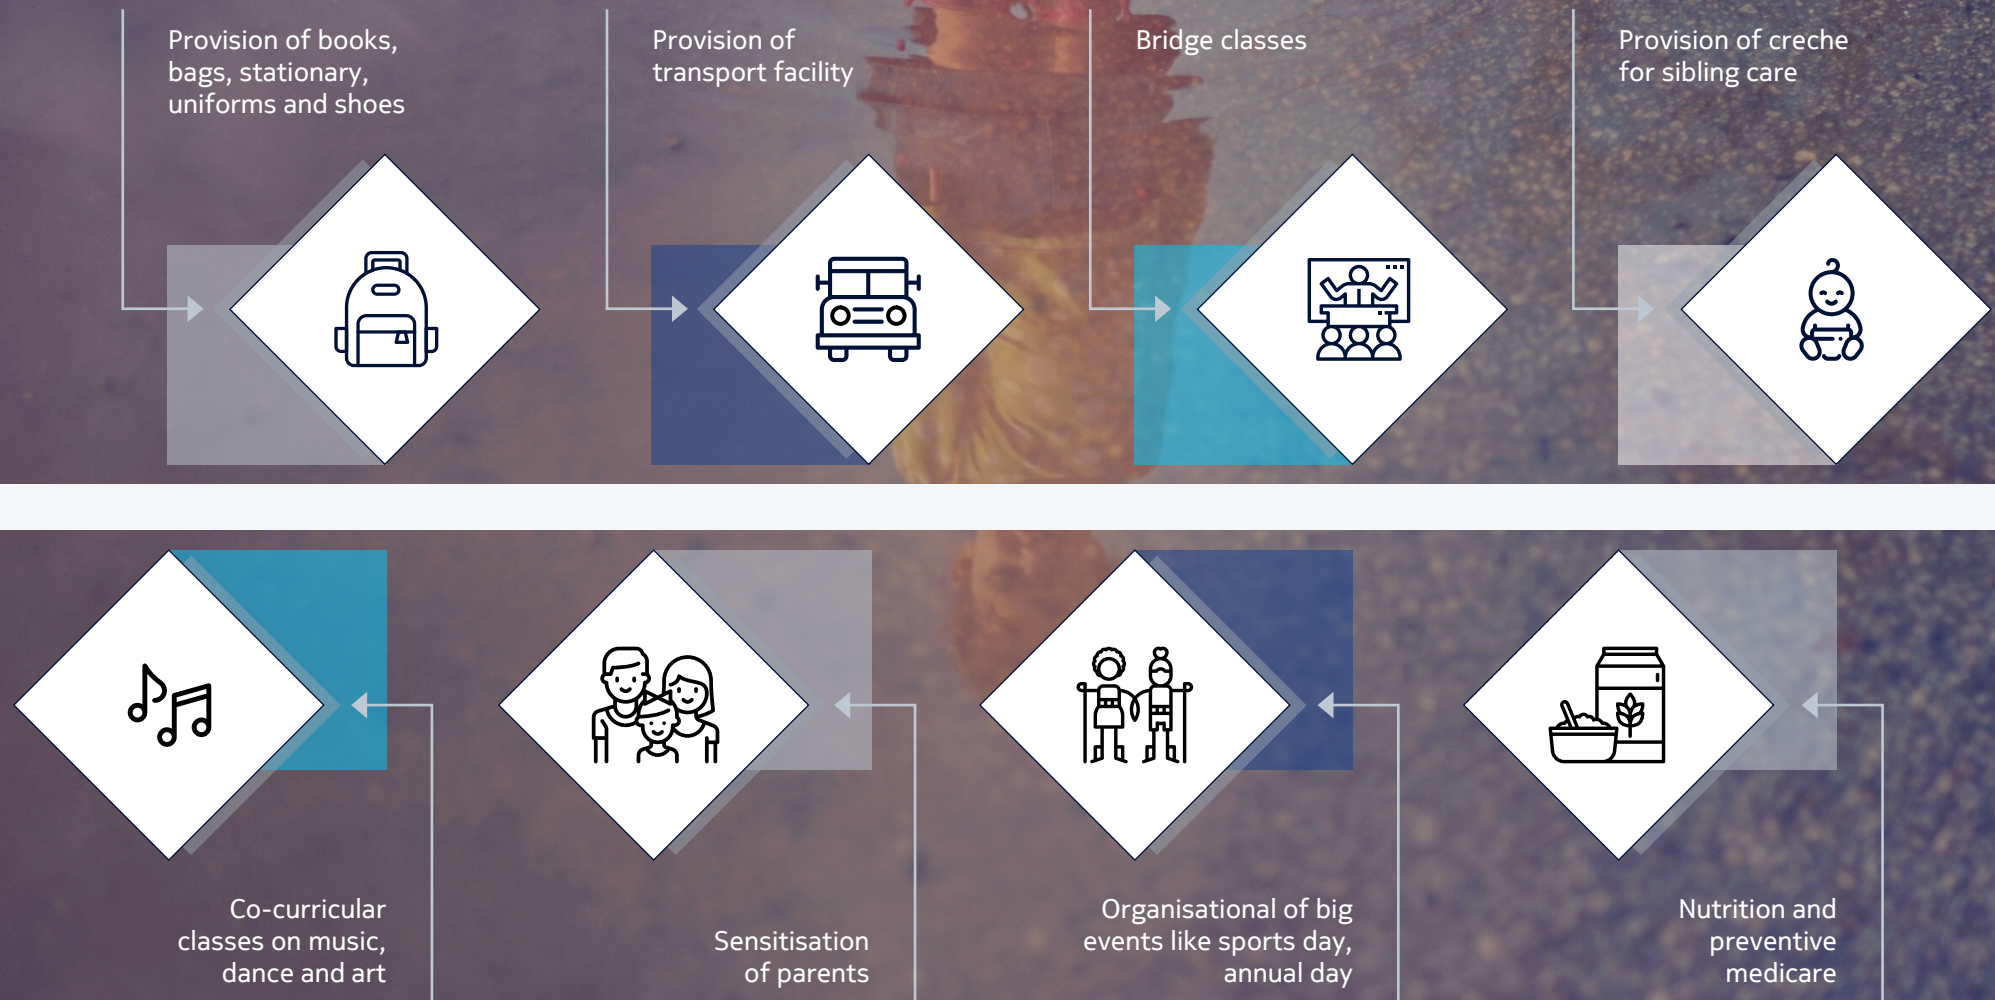 Provision of books,
bags, stationary,
uniforms and shoes
Provision of
transport facility
Bridge classes
Provision of creche
for sibling care
Co-curricular
classes on music,
dance and art
Sensitisation
of parents
Organisational of big
events like sports day,
annual day
Nutrition and
preventive
medicare